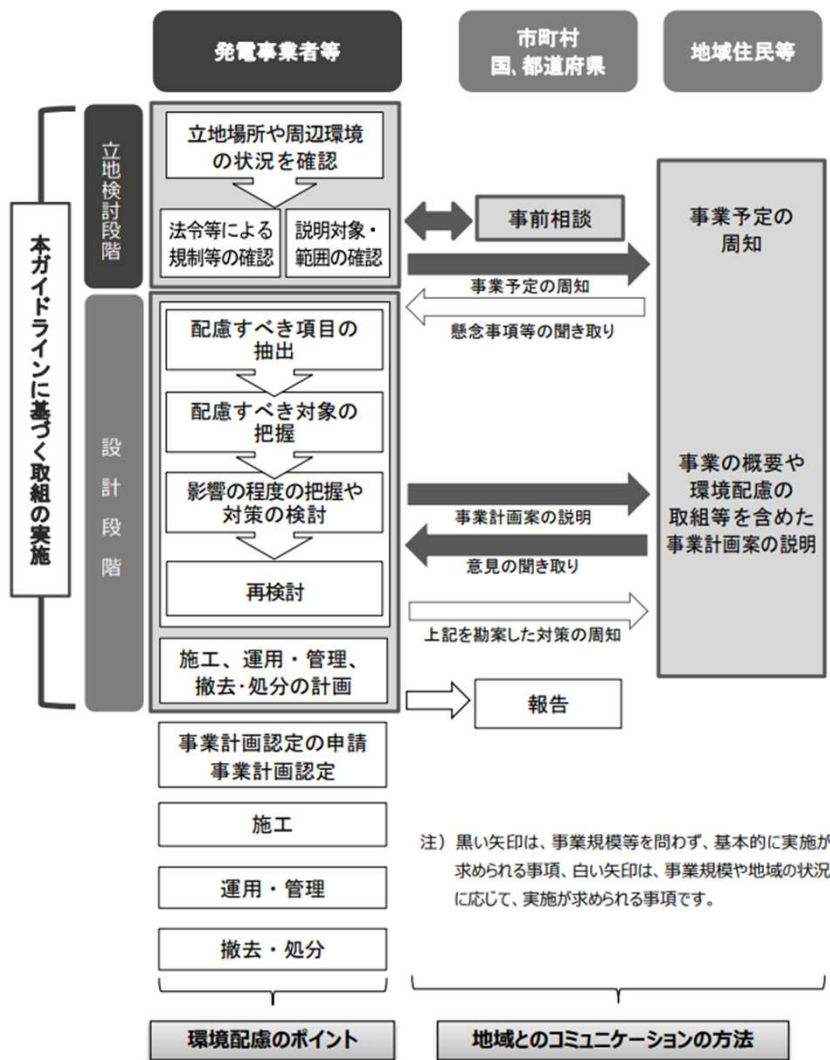 発電事業者等
市町村
国、都道府県
地域住民等
本ガイドラインに基づく取組の実施
立地検討段階
立地場所や周辺環境
の状況を確認
法令等による
規制等の確認
説明対象・
範囲の確認
事前相談
事業予定の
周知
事業予定の周知
懸念事項等の聞き取り
設計段階
配慮すべき項目の
抽出
配慮すべき対象の
把握
影響の程度の把握や
対策の検討
再検討
事業計画案の説明
意見の聞き取り
上記を勘案した対策の周知
事業の概要や
環境配慮の
取組等を含めた
事業計画案の説明
施工、運用・管理、
撤去・処分の計画
報告
事業計画認定の申請
事業計画認定
施工
運用・管理
撤去・処分
注）黒い矢印は、事業規模等を問わず、基本的に実施が
求められる事項、白い矢印は、事業規模や地域の状況
に応じて、実施が求められる事項です。
環境配慮のポイント
地域とのコミュニケーションの方法